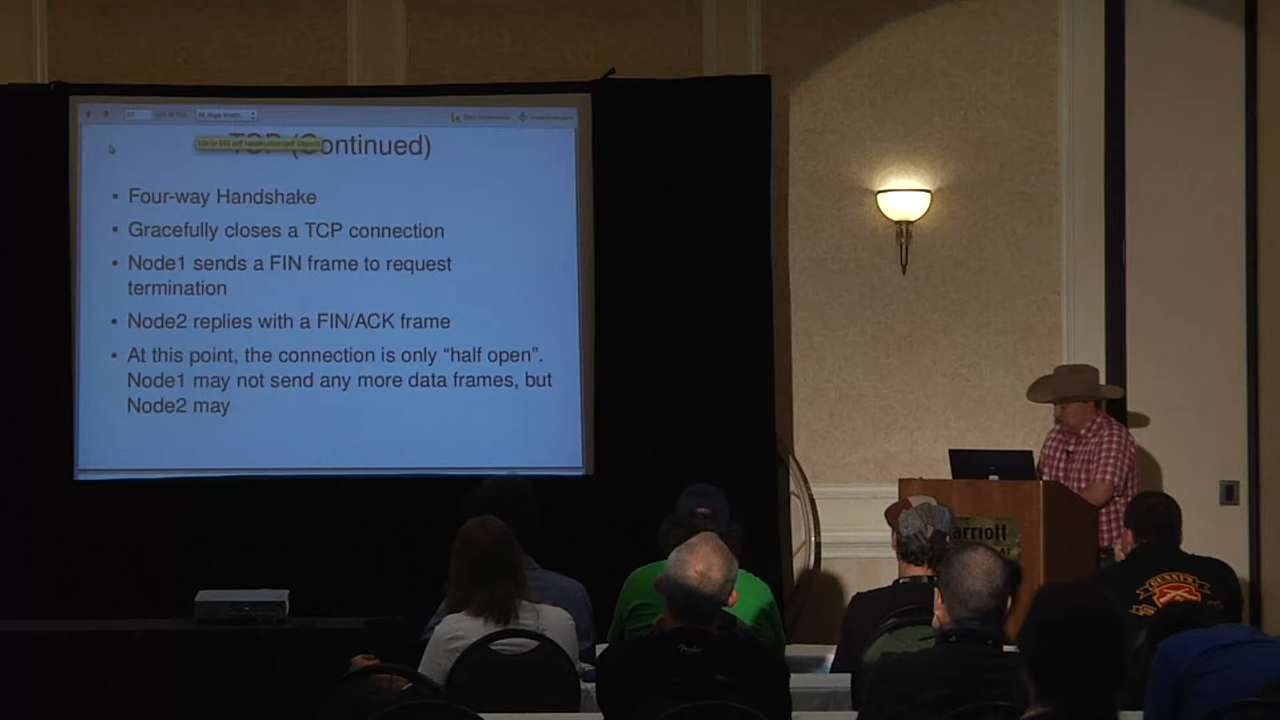 TCP (Continued)
• Four-way Handshake
• Gracefully closes a TCP connection
• Node1 sends a FIN frame to request
termination
• Node2 replies with a FIN/ACK frame
• At this point, the connection is only “half open”.
Node1 may not send any more data frames, but
Node2 may
arriott